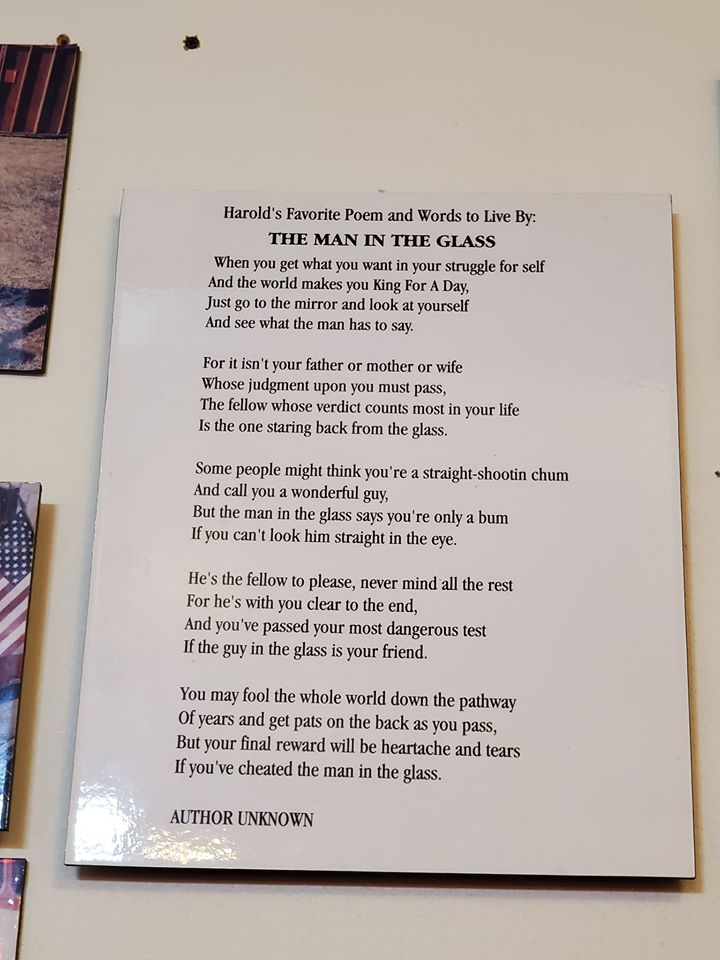 Harold's Favorite Poem and Words to Live By:
THE MAN IN THE GLASS
When you get what you want in your struggle for self
And the world makes you King For A Day,
Just go to the mirror and look at yourself
And see what the man has to say.
For it isn't your father or mother or wife
Whose judgment upon you must pass,
The fellow whose verdict counts most in your life
Is the one staring back from the glass.
Some people might think you're a straight-shootin chum
And call you a wonderful guy,
But the man in the glass says you're only a bum
If you can't look him straight in the eye.
He's the fellow to please, never mind all the rest
For he's with you clear to the end,
And you've passed your most dangerous test
If the guy in the glass is your friend.
You may fool the whole world down the pathway
Of years and get pats on the back as you pass,
But your final reward will be heartache and tears
If you've cheated the man in the glass.
AUTHOR UNKNOWN